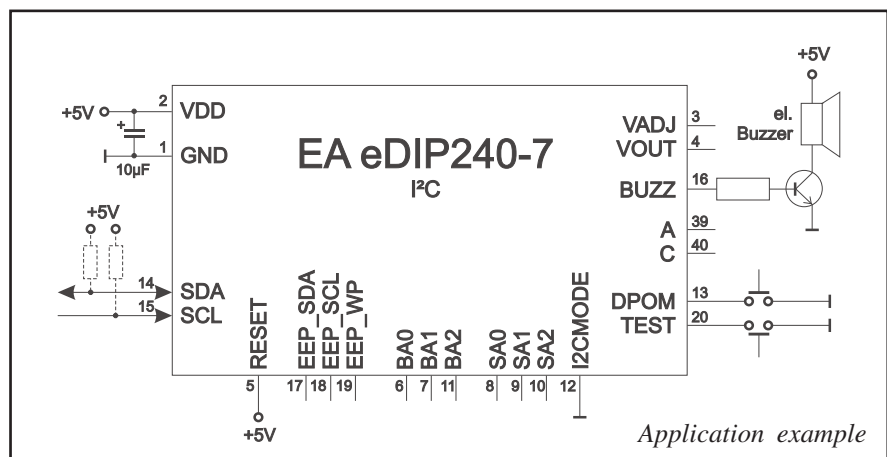 +5V
2
VDD
+
1
GND
10µF
EA eDIP240-7
I²C
+5V
el.
Buzzer
VADJ
3
VOUT
4
BUZZ
16
A
39
C
40
+5V
14
SDA
15
SCL
DPOM
13
TEST
20
RESET
EEP_SDA
EEP_SCL
EEP_WP
BA0
BA1
BA2
SA0
SA1
SA2
I2CMODE
5
17
18
19
6
7
11
8
9
10
12
+5V
Application example